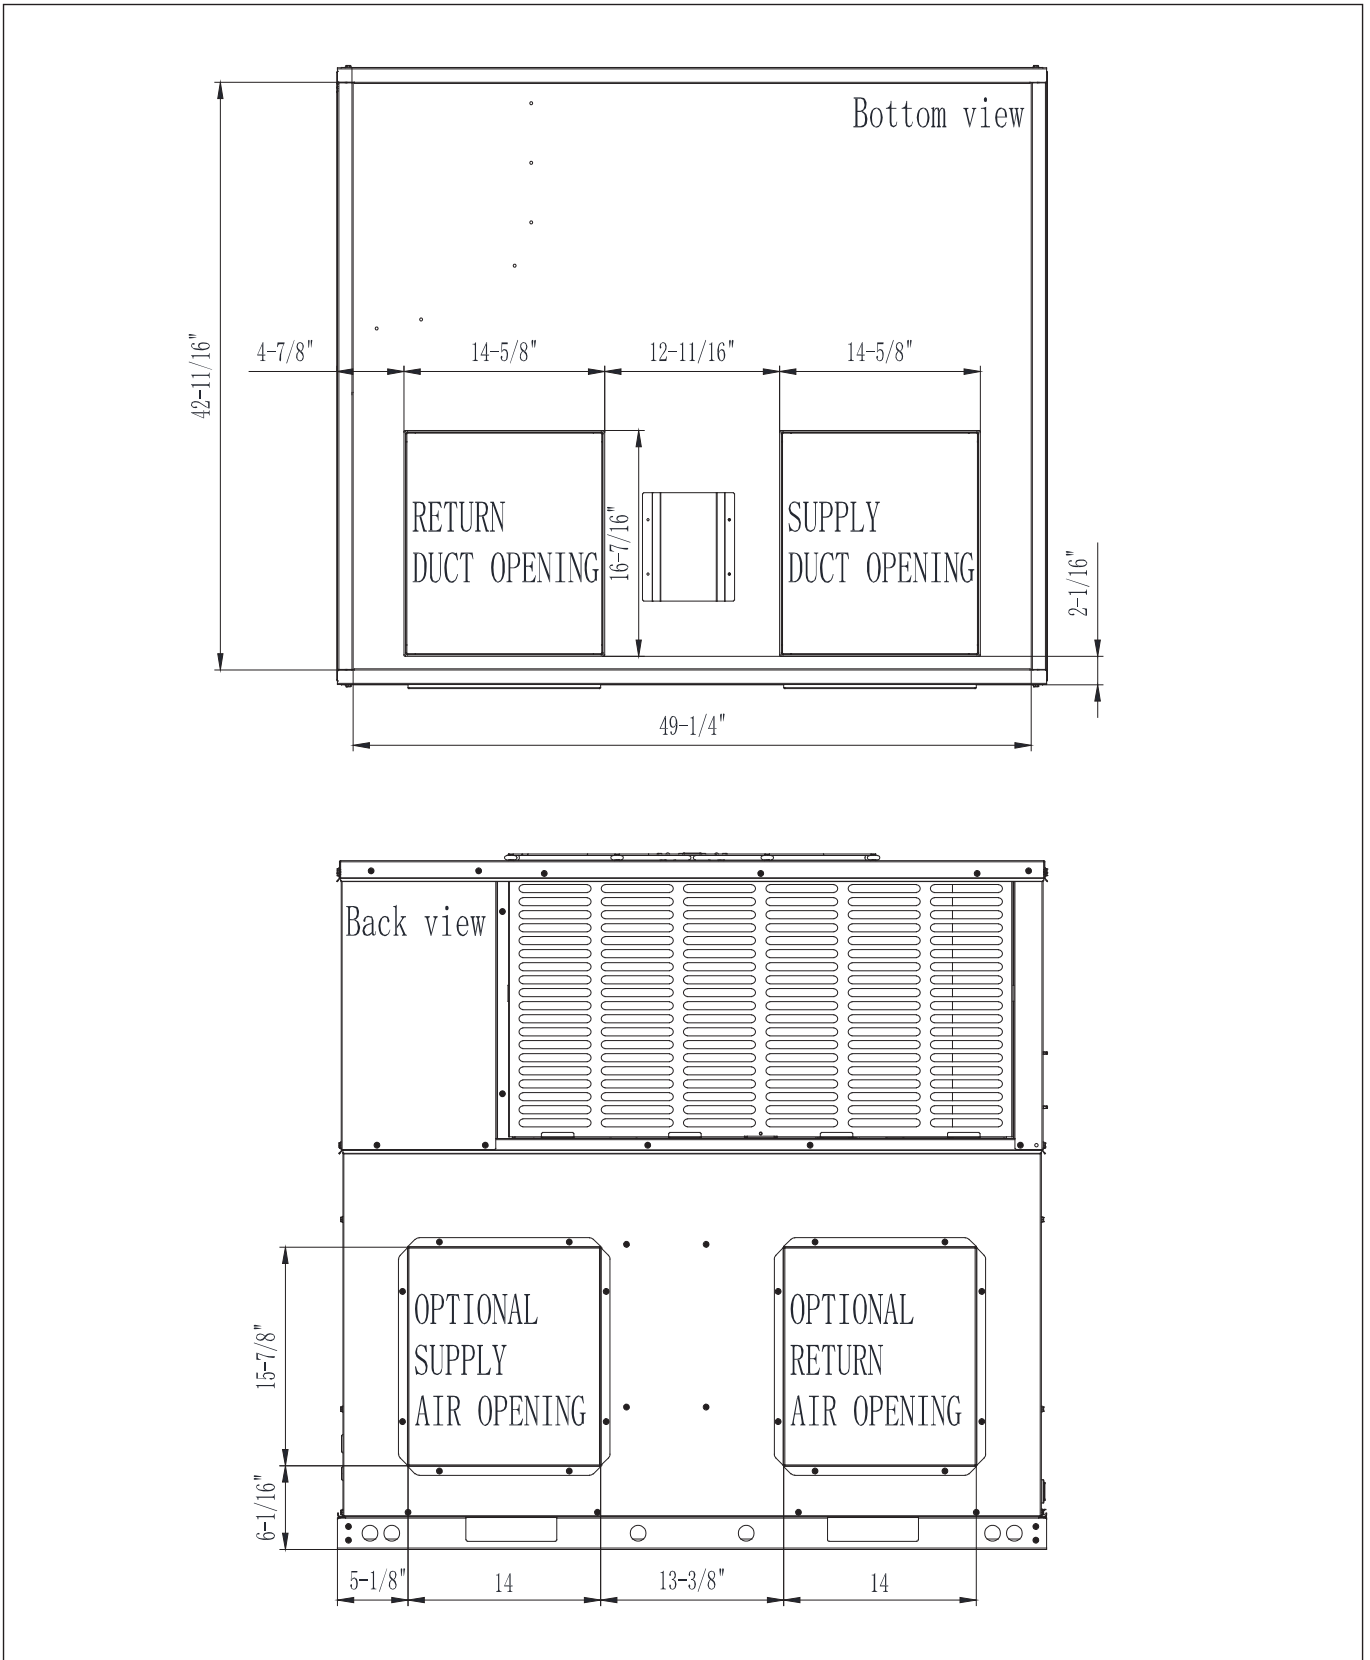 Bottom view
4-7/8"
14-5/8"
12-11/16"
14-5/8"
42-11/16"
RETURN
DUCT OPENING
16-7/16"
SUPPLY
DUCT OPENING
2-1/16"
49-1/4"
Back view
OPTIONAL
SUPPLY
AIR OPENING
OPTIONAL
RETURN
AIR OPENING
15-7/8"
6-1/16"
5-1/8"
14
13-3/8"
14